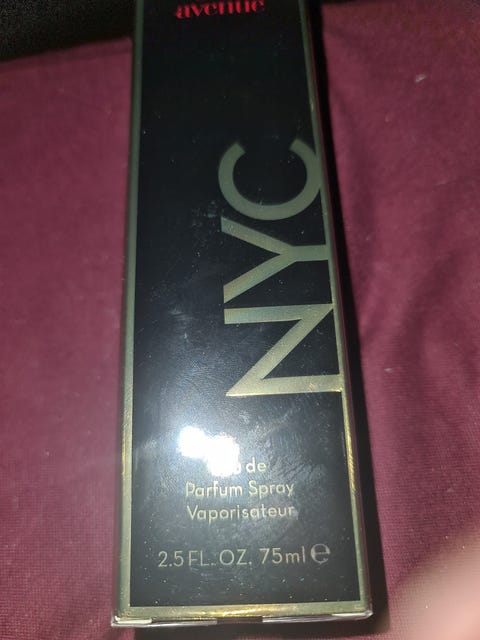 avenue
NYC
de
Parfum Spray
Vaporisateur
2.5 FL. OZ. 75ml e